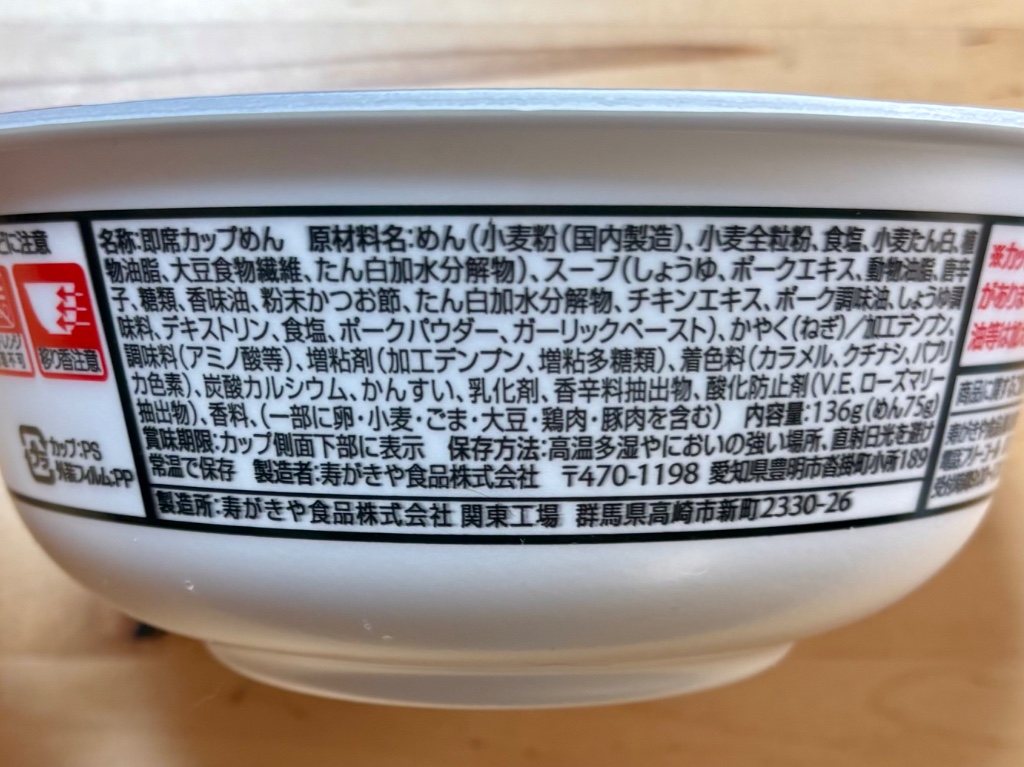 名称:即席カップめん 原材料名:めん(小麦粉(国内製造)、小麦全粒粉、食塩、小麦たん白、植
物油脂、大豆食物繊維、たん白加水分解物)、スープ(しょうゆ、ポークエキス、動物油脂、唐辛
子、糖類、香味油、粉末かつお節、たん白加水分解物、チキンエキス、ポーク調味油、しょうゆ調
味料、デキストリン、食塩、ポークパウダー、ガーリックペースト)、かやく(ねぎ)/加工デンプン、
調味料(アミノ酸等)、増粘剤(加工デンプン、増粘多糖類)、着色料(カラメル、クチナシ、パプリ
カ色素)、炭酸カルシウム、かんすい、乳化剤、香辛料抽出物、酸化防止剤(V.E、ローズマリー
抽出物)、香料、(一部に卵・小麦・ごま・大豆・鶏肉・豚肉を含む) 内容量:136g(めん75g)
賞味期限:カップ側面下部に表示 保存方法:高温多湿やにおいの強い場所、直射日光を避け
常温で保存 製造者:寿がきや食品株式会社 〒470-1198 愛知県豊明市沓掛町小所189
製造所:寿がきや食品株式会社 関東工場 群馬県高崎市新町2330-26
に注意
移り香注意
プラ
カップ:PS
外装フィルム:PP
があり
油等は
商品に関する